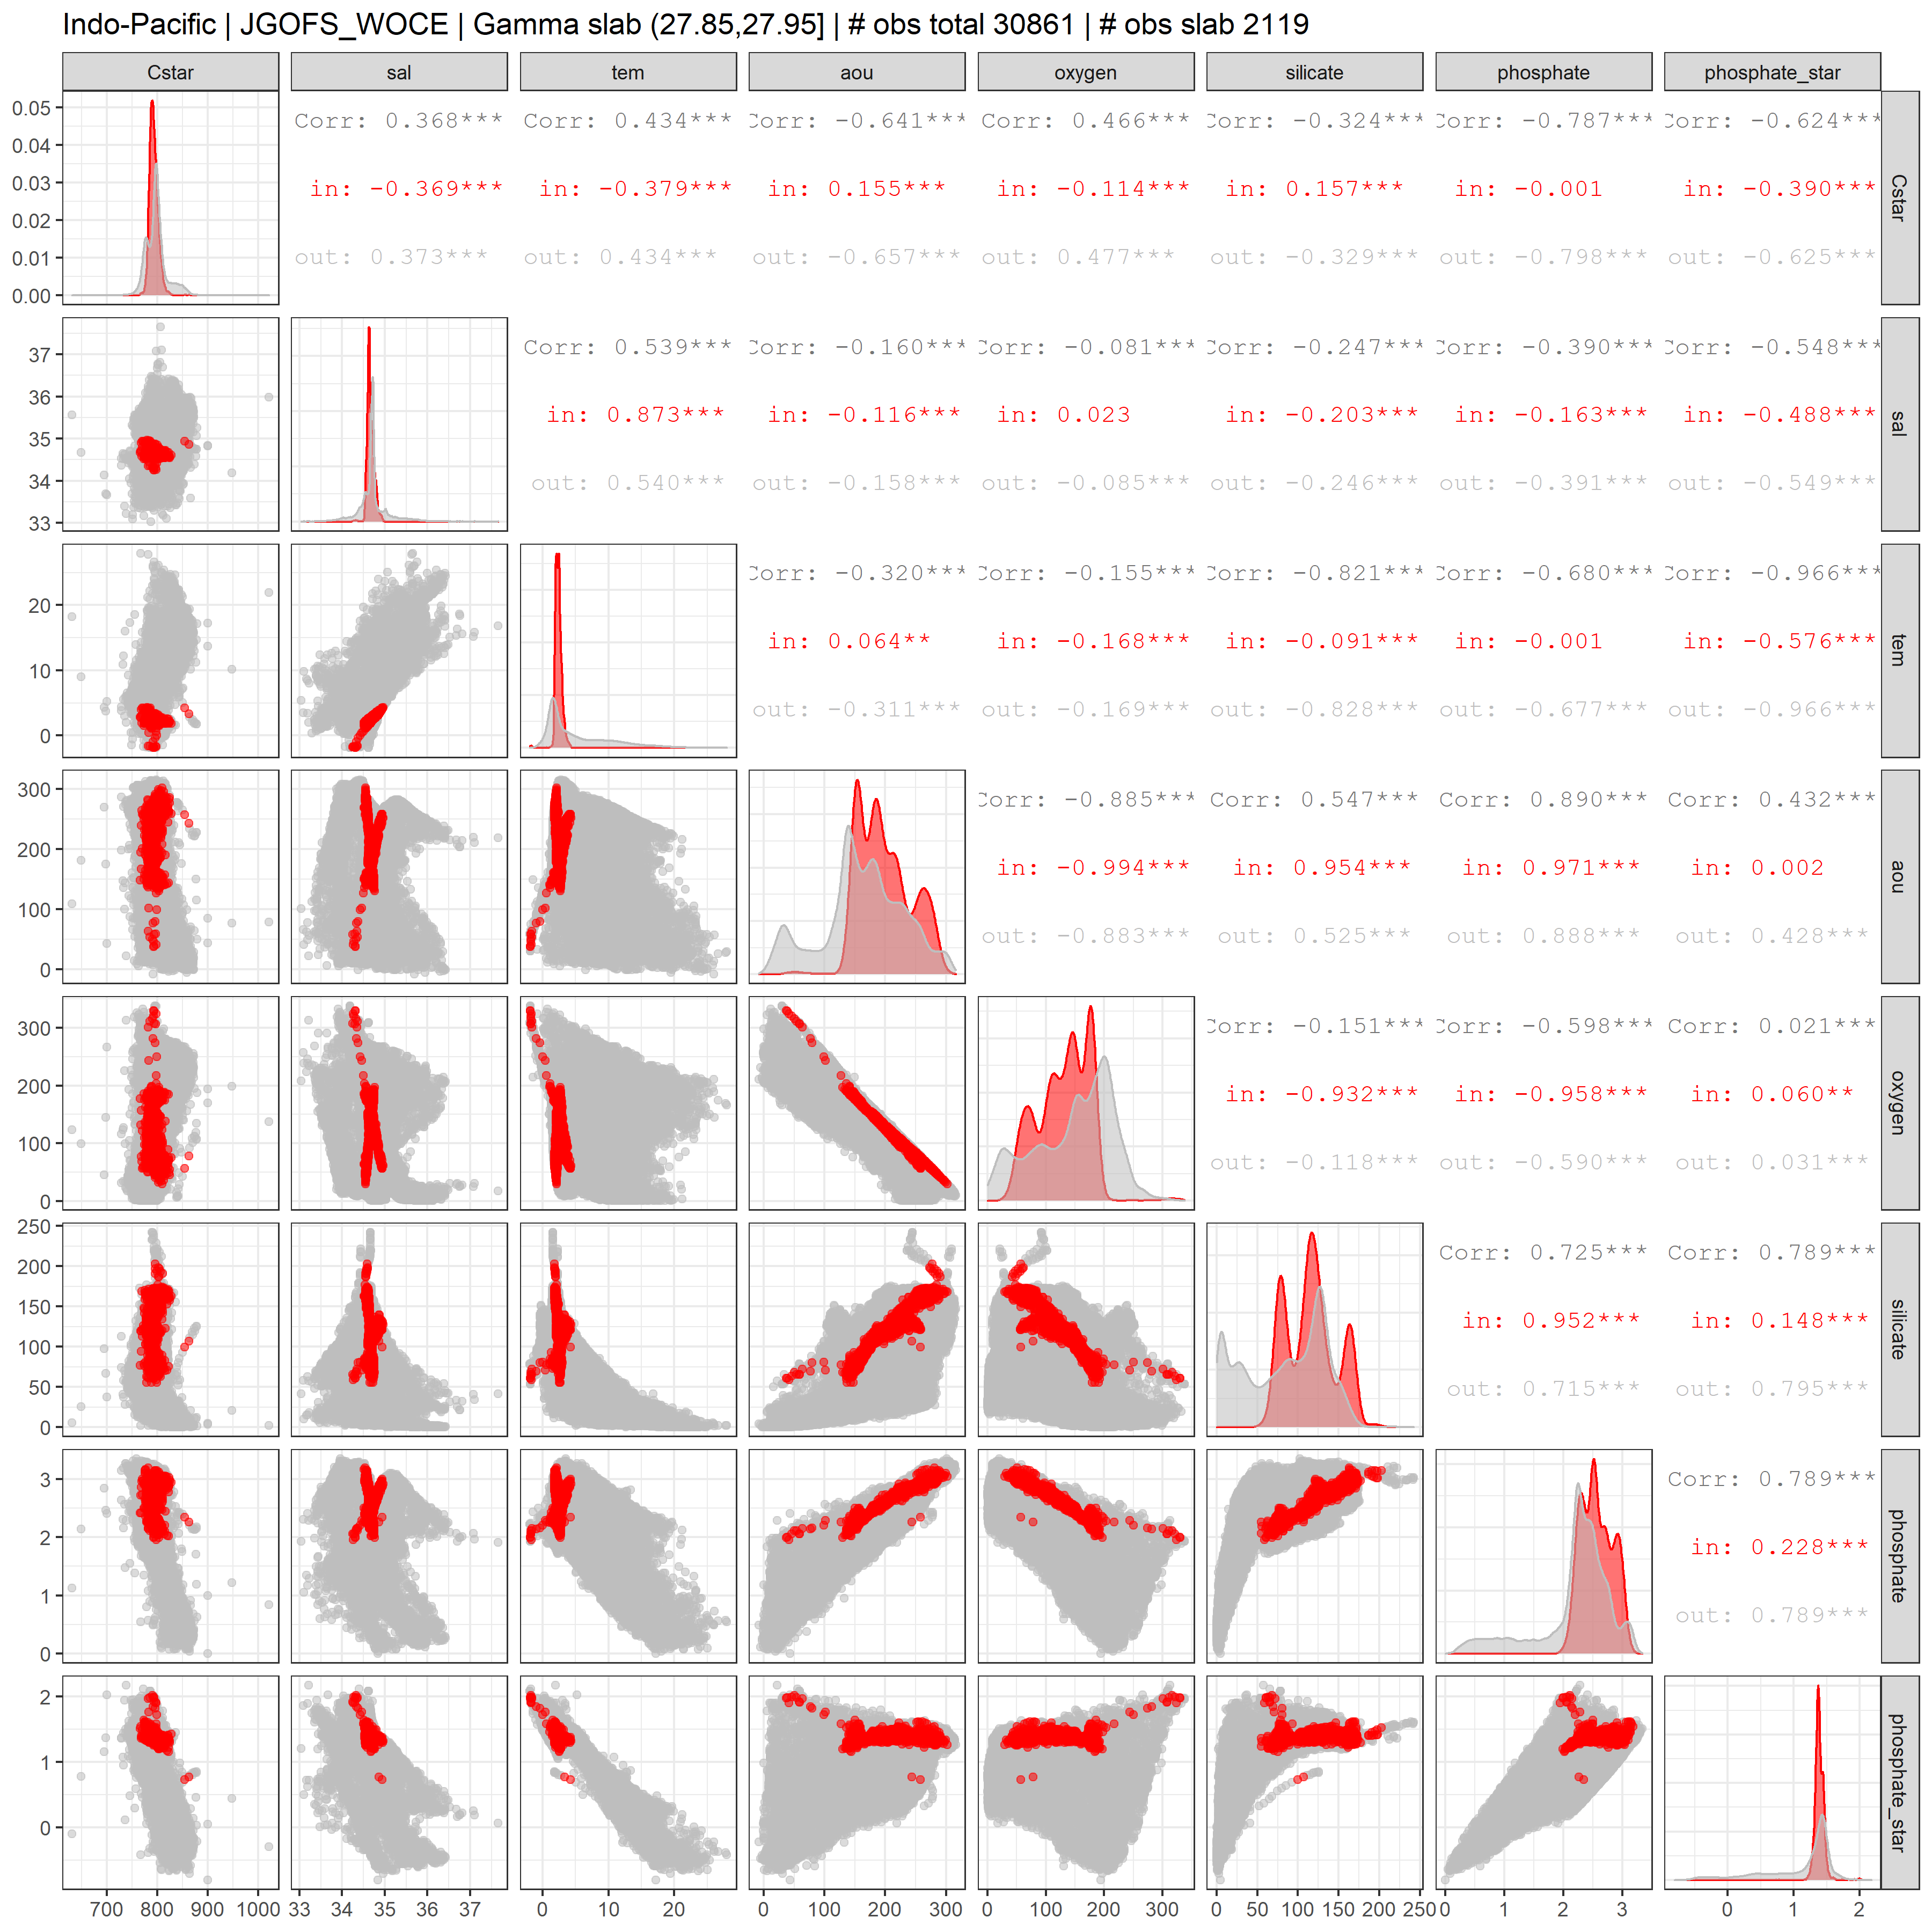 Indo-Pacific | JGOFS_WOCE | Gamma slab (27.85,27.95] | # obs total 30861 | # obs slab 2119
Cstar sal tem aou oxygen silicate phosphate phosphate_star
0.05
0.04
0.03
0.02
0.01
0.00
Corr: 0.368*** Corr: 0.434*** Corr: -0.641*** Corr: 0.466*** Corr: -0.324*** Corr: -0.787*** Corr: -0.624***
in: -0.369*** in: -0.379*** in: 0.155*** in: -0.114*** in: 0.157*** in: -0.001 in: -0.390***
out: 0.373*** out: 0.434*** out: -0.657*** out: 0.477*** out: -0.329*** out: -0.798*** out: -0.625***
Cstar
37
36
35
34
33
Corr: 0.539*** Corr: -0.160*** Corr: -0.081*** Corr: -0.247*** Corr: -0.390*** Corr: -0.548***
in: 0.873*** in: -0.116*** in: 0.023 in: -0.203*** in: -0.163*** in: -0.488***
out: 0.540*** out: -0.158*** out: -0.085*** out: -0.246*** out: -0.391*** out: -0.549***
sal
20
10
0
Corr: -0.320*** Corr: -0.155*** Corr: -0.821*** Corr: -0.680*** Corr: -0.966***
in: 0.064** in: -0.168*** in: -0.091*** in: -0.001 in: -0.576***
out: -0.311*** out: -0.169*** out: -0.828*** out: -0.677*** out: -0.966***
tem
300
200
100
0
Corr: -0.885*** Corr: 0.547*** Corr: 0.890*** Corr: 0.432***
in: -0.994*** in: 0.954*** in: 0.971*** in: 0.002
out: -0.883*** out: 0.525*** out: 0.888*** out: 0.428***
aou
300
200
100
0
Corr: -0.151*** Corr: -0.598*** Corr: 0.021***
in: -0.932*** in: -0.958*** in: 0.060**
out: -0.118*** out: -0.590*** out: 0.031***
oxygen
250
200
150
100
50
0
Corr: 0.725*** Corr: 0.789***
in: 0.952*** in: 0.148***
out: 0.715*** out: 0.795***
silicate
3
2
1
0
Corr: 0.789***
in: 0.228***
out: 0.789***
phosphate
2
1
0
phosphate_star
700 800 900 1000 33 34 35 36 37 0 10 20 0 100 200 300 0 100 200 300 0 50 100 150 200 250 0 1 2 3 0 1 2